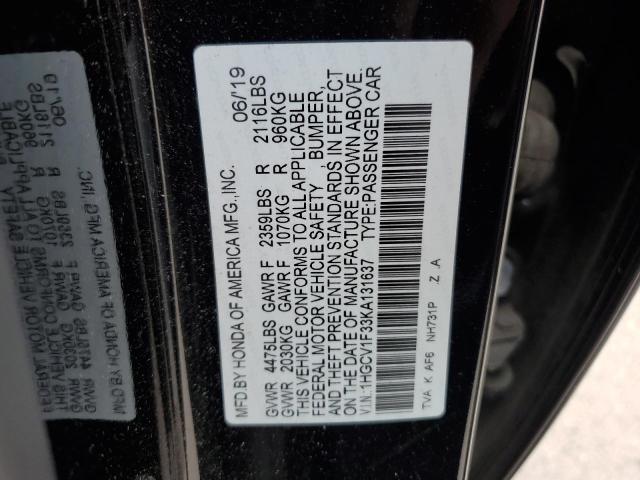 MFD.BY HONDA OF AMERICA MFG.,INC. 06/19
GVWR 4475LBS GAWR F 2359LBS R 2116LBS
GVWR 2030KG GAWR F 1070KG R 960KG
THIS VEHICLE CONFORMS TO ALL APPLICABLE
FEDERAL MOTOR VEHICLE SAFETY , BUMPER,
AND THEFT PREVENTION STANDARDS IN EFFECT
ON THE DATE OF MANUFACTURE SHOWN ABOVE.
V.I.N.:1HGCV1F33KA131637 TYPE:PASSENGER CAR
TVA K AF6 NH731P Z .A